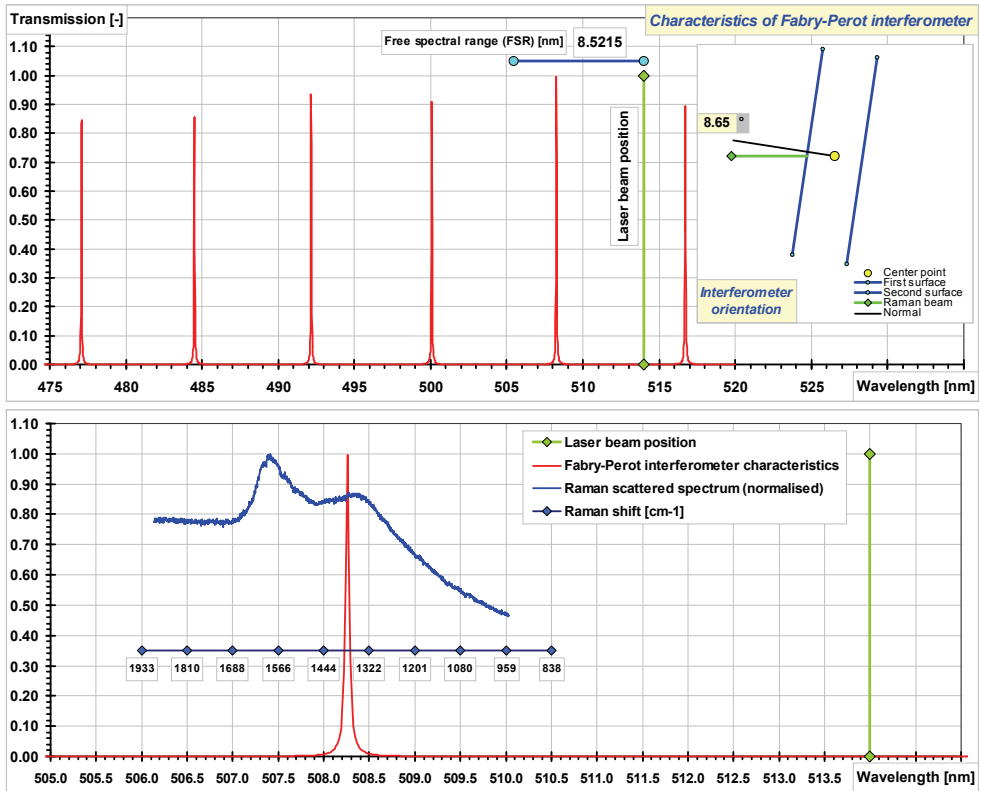 Transmission [-]
Characteristics of Fabry-Perot interferometer
Free spectral range (FSR) [nm]
8.5215
1.10
1.00
0.90
0.80
0.70
0.60
0.50
0.40
0.30
0.20
0.10
0.00
Laser beam position
8.65 °
Interferometer
orientation
Center point
First surface
Second surface
Raman beam
Normal
475 480 485 490 495 500 505 510 515 520 525 Wavelength [nm]
1.10
1.00
0.90
0.80
0.70
0.60
0.50
0.40
0.30
0.20
0.10
0.00
Laser beam position
Fabry-Perot interferometer characteristics
Raman scattered spectrum (normalised)
Raman shift [cm-1]
1933 1810 1688 1566 1444 1322 1201 1080 959 838
505.0 505.5 506.0 506.5 507.0 507.5 508.0 508.5 509.0 509.5 510.0 510.5 511.0 511.5 512.0 512.5 513.0 513.5 Wavelength [nm]